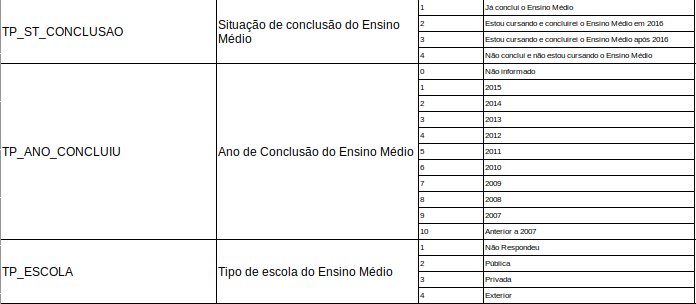 TP_ST_CONCLUSAO
Situação de conclusão do Ensino
Médio
1 Já conclui o Ensino Médio
2 Estou cursando e concluirei o Ensino Médio em 2016
3 Estou cursando e concluirei o Ensino Médio após 2016
4 Não conclui e não estou cursando o Ensino Médio
TP_ANO_CONCLUIU
Ano de Conclusão do Ensino Médio
0 Não informado
1 2015
2 2014
3 2013
4 2012
5 2011
6 2010
7 2009
8 2008
9 2007
10 Anterior a 2007
TP_ESCOLA
Tipo de escola do Ensino Médio
1 Não Respondeu
2 Pública
3 Privada
4 Exterior